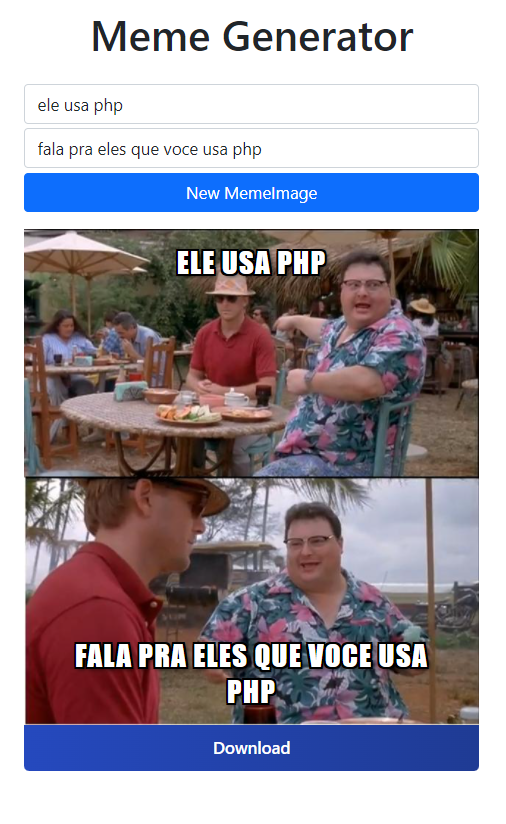 Meme Generator
ele usa php
fala pra eles que voce usa php
New MemeImage
ELE USA PHP
FALA PRA ELES QUE VOCE USA
PHP
Download